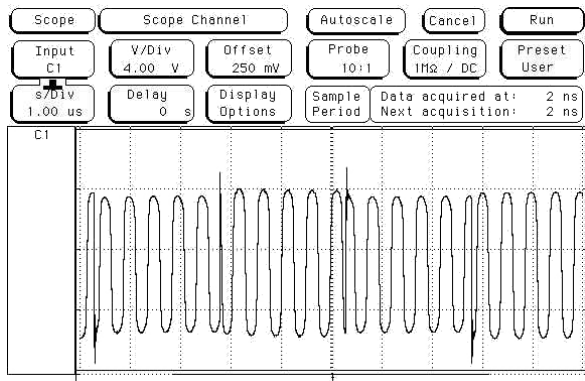 Scope
Scope Channel
Autoscale
Cancel
Run
Input
C1
V/Div
4.00 V
Offset
250 mV
Probe
10:1
Coupling
1MΩ / DC
Preset
User
s/Div
1.00 us
Delay
0 s
Display
Options
Sample
Period
Data acquired at: 2 ns
Next acquisition: 2 ns
C1